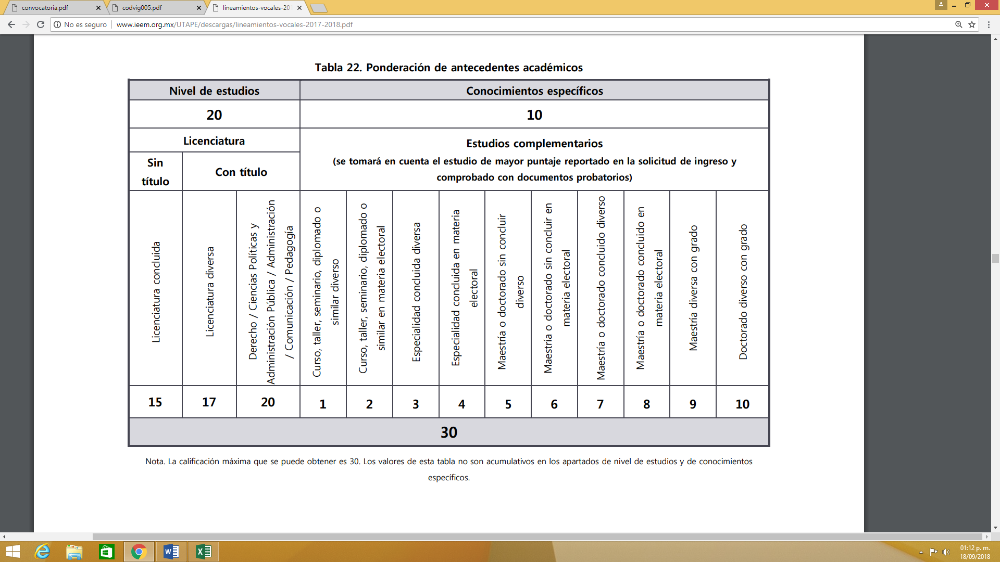 convocatoria.pdf
codvig005.pdf
lineamientos-vocales-201
No es seguro
www.ieem.org.mx/UTAPE/descargas/lineamientos-vocales-2017-2018.pdf
Tabla 22. Ponderación de antecedentes académicos
Nivel de estudios
Conocimientos específicos
20
10
Licenciatura
Estudios complementarios
(se tomará en cuenta el estudio de mayor puntaje reportado en la solicitud de ingreso y
comprobado con documentos probatorios)
Sin
título
Con título
Licenciatura concluida
Licenciatura diversa
Derecho / Ciencias Políticas y
Administración Pública / Administración
/ Comunicación / Pedagogía
Curso, taller, seminario, diplomado o
similar diverso
Curso, taller, seminario, diplomado o
similar en materia electoral
Especialidad concluida diversa
Especialidad concluida en materia
electoral
Maestría o doctorado sin concluir
diverso
Maestría o doctorado sin concluir en
materia electoral
Maestría o doctorado concluido diverso
Maestría o doctorado concluido en
materia electoral
Maestría diversa con grado
Doctorado diverso con grado
15
17
20
1
2
3
4
5
6
7
8
9
10
30
Nota. La calificación máxima que se puede obtener es 30. Los valores de esta tabla no son acumulativos en los apartados de nivel de estudios y de conocimientos
específicos.
01:12 p. m.
18/09/2018